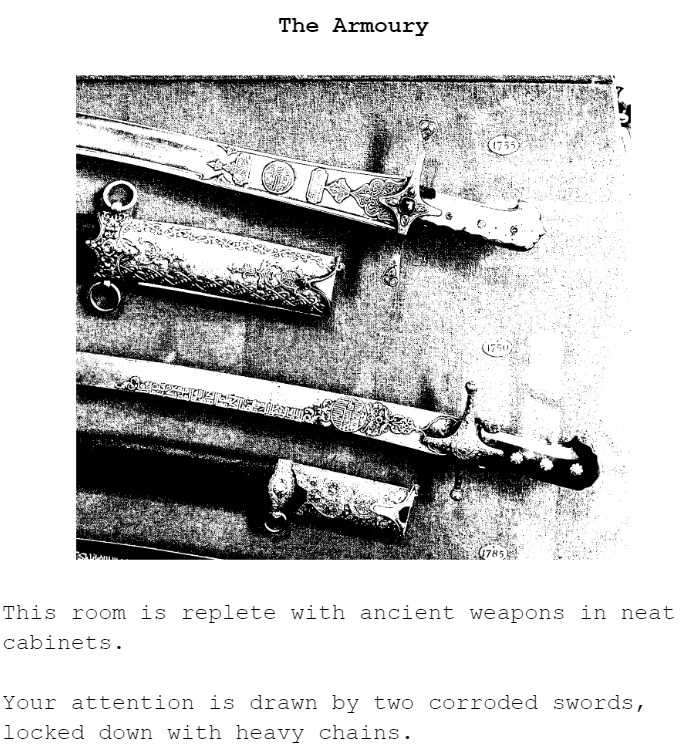 The Armoury
1755
1750
1785
This room is replete with ancient weapons in neat
cabinets.
Your attention is drawn by two corroded swords,
locked down with heavy chains.